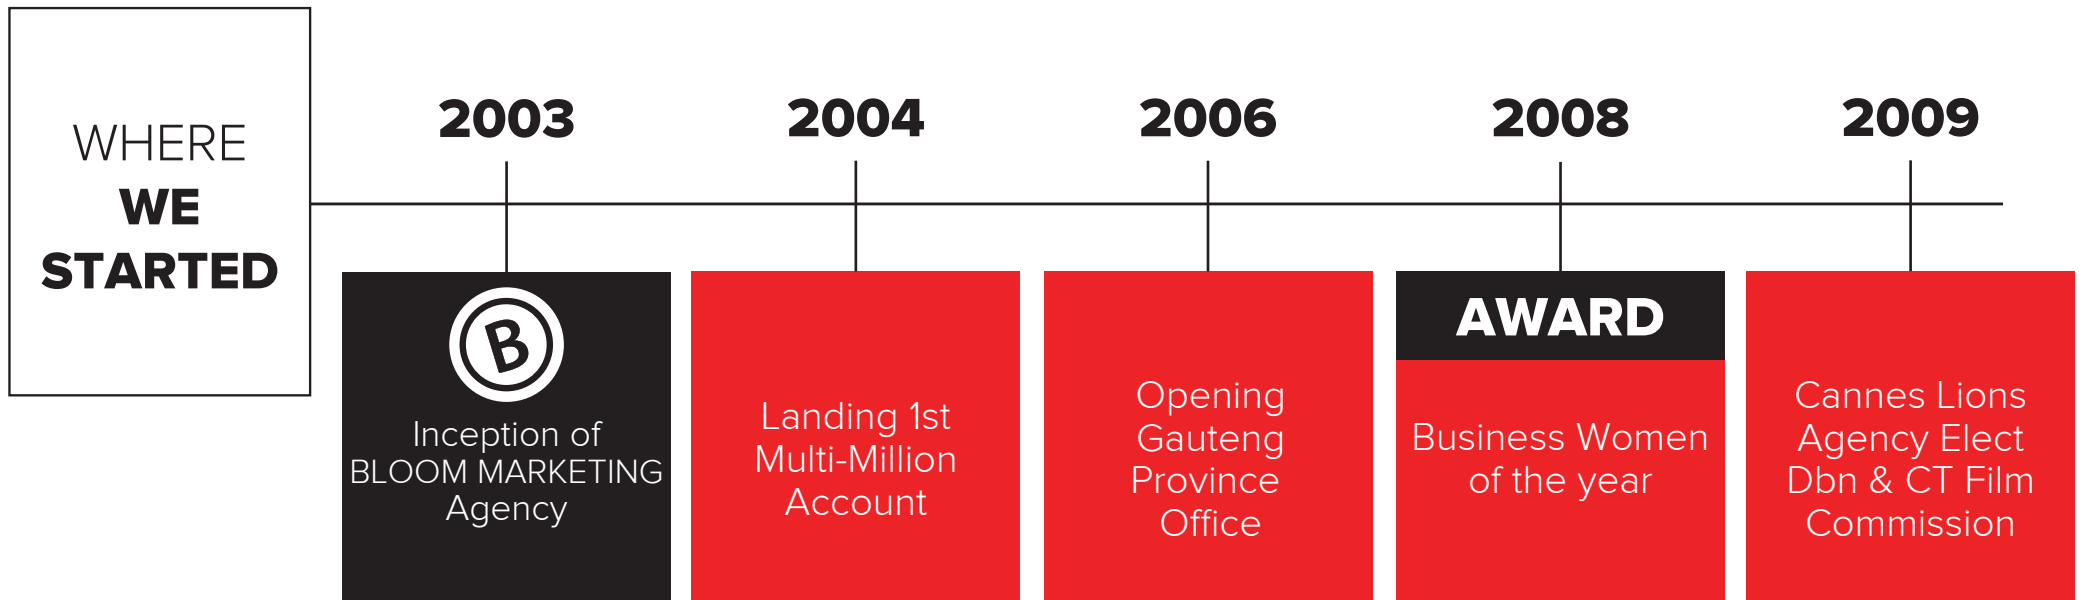 WHERE
WE
STARTED
2003
B
Inception of
BLOOM MARKETING
Agency
2004
Landing 1st
Multi-Million
Account
2006
Opening
Gauteng
Province
Office
2008
AWARD
Business Women
of the year
2009
Cannes Lions
Agency Elect
Dbn & CT Film
Commission